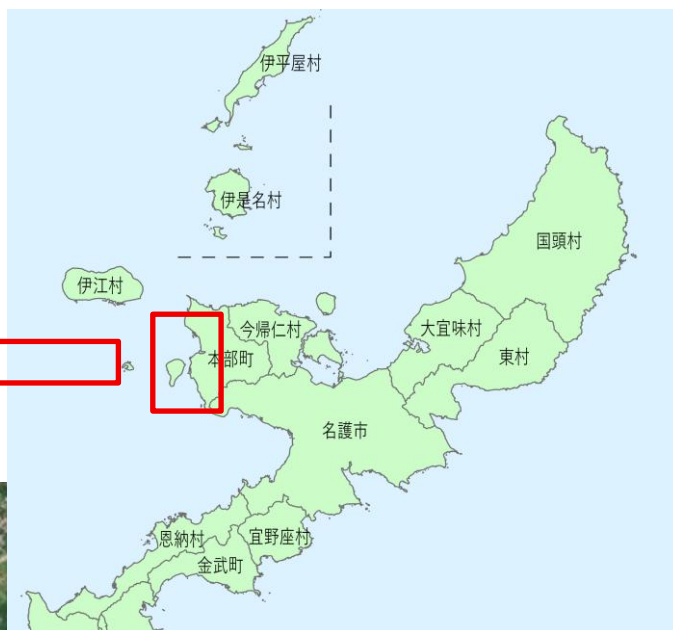 伊平屋村
伊是名村
国頭村
伊江村
今帰仁村
大宜味村
本部町
東村
名護市
恩納村
宜野座村
金武町